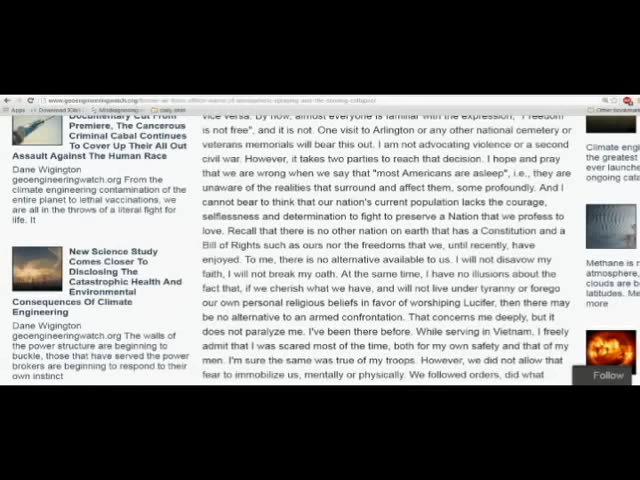 www.geoengineeringwatch.org/former-air-force-officer-warns-of-atmospheric-spraying-and-the-coming-collapse/
Apps
Other bookmark
Documentary Cut From
Premiere, The Cancerous
Criminal Cabal Continues
To Cover Up Their All Out
Assault Against The Human Race
Dane Wigington
geoengineeringwatch.org From the
climate engineering contamination of the
entire planet to lethal vaccinations, we
are all in the throws of a literal fight for
life. It
New Science Study
Comes Closer To
Disclosing The
Catastrophic Health And
Environmental
Consequences Of Climate
Engineering
Dane Wigington
geoengineeringwatch.org The walls of
the power structure are beginning to
buckle, those that have served the power
brokers are beginning to respond to their
own instinct
vice versa. By now, almost everyone is familiar with the expression, "Freedom
is not free", and it is not. One visit to Arlington or any other national cemetery or
veterans memorials will bear this out. I am not advocating violence or a second
civil war. However, it takes two parties to reach that decision. I hope and pray
that we are wrong when we say that "most Americans are asleep", i.e., they are
unaware of the realities that surround and affect them, some profoundly. And I
cannot bear to think that our nation's current population lacks the courage,
selflessness and determination to fight to preserve a Nation that we profess to
love. Recall that there is no other nation on earth that has a Constitution and a
Bill of Rights such as ours nor the freedoms that we, until recently, have
enjoyed. To me, there is no alternative available to us. I will not disavow my
faith, I will not break my oath. At the same time, I have no illusions about the
fact that, if we cherish what we have, and will not live under tyranny or forego
our own personal religious beliefs in favor of worshiping Lucifer, then there may
be no alternative to an armed confrontation. That concerns me deeply, but it
does not paralyze me. I've been there before. While serving in Vietnam, I freely
admit that I was scared most of the time, both for my own safety and that of my
men. I'm sure the same was true of my troops. However, we did not allow that
fear to immobilize us, mentally or physically. We followed orders, did what
Climate engi
the greatest
ever launche
ongoing cata
Methane is r
atmosphere,
clouds are b
latitudes. M
more
Follow